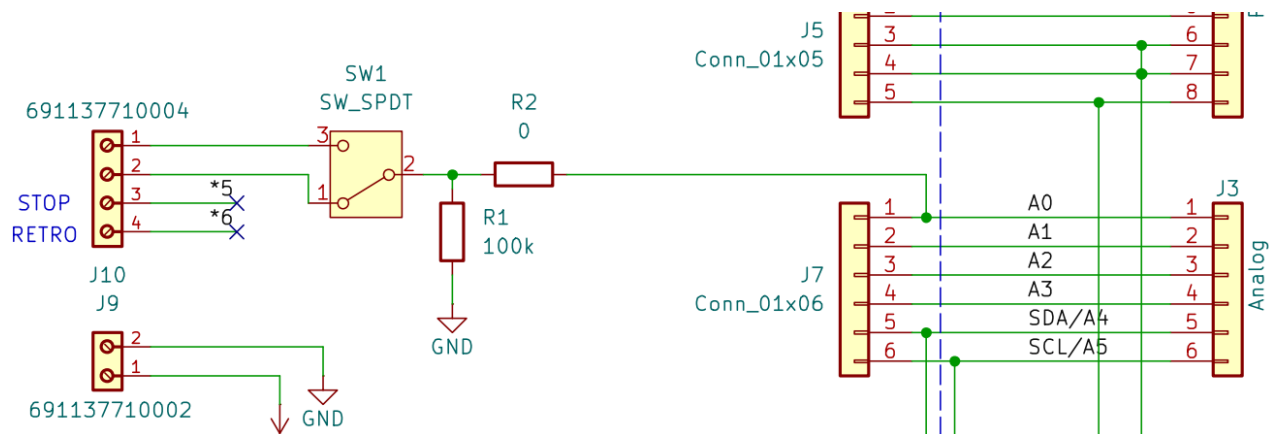 691137710004
1
2
3
4
STOP
RETRO
*5
*6
J10
J9
2
1
691137710002
GND
SW1
SW_SPDT
3
1
2
R2
0
R1
100k
GND
J5
Conn_01x05
3
4
5
6
7
8
J7
Conn_01x06
1
2
3
4
5
6
A0
A1
A2
A3
SDA/A4
SCL/A5
J3
1
2
3
4
5
6
Analog